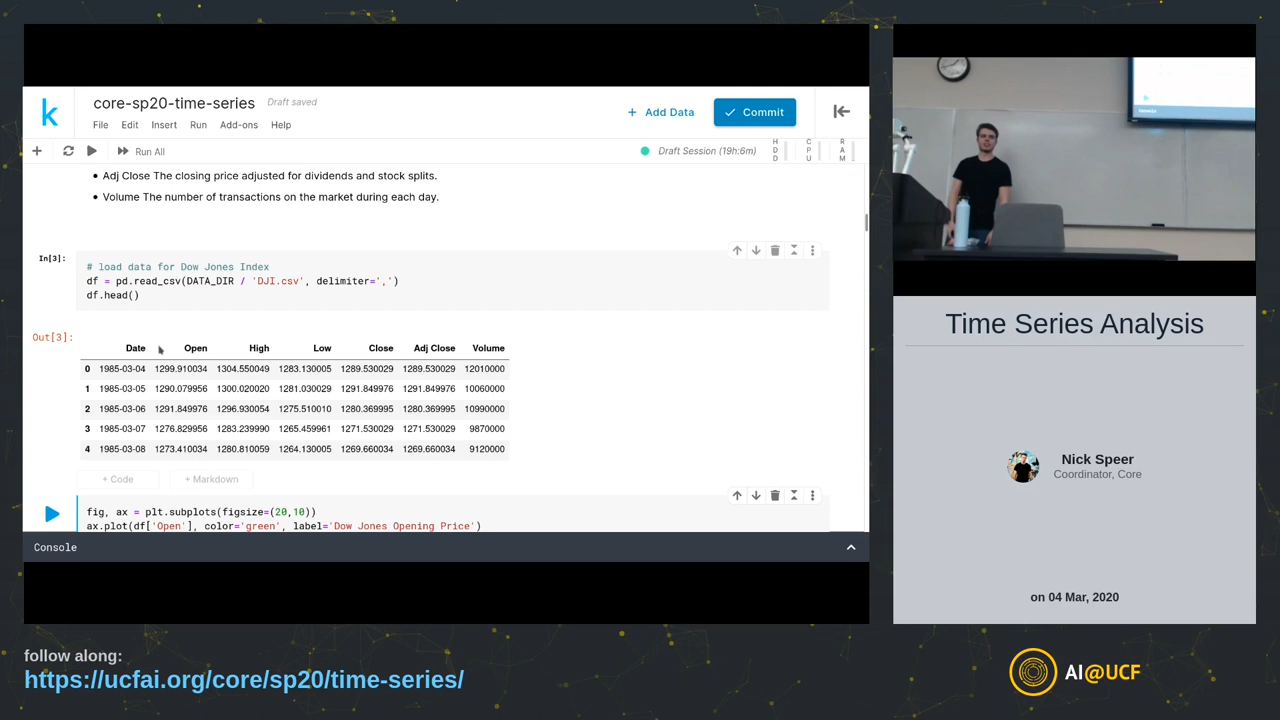 k
core-sp20-time-series Draft saved
File Edit Insert Run Add-ons Help
+ Add Data
Commit
+ Run All
Draft Session (19h:6m)
HDD
CPU
RAM
• Adj Close The closing price adjusted for dividends and stock splits.
• Volume The number of transactions on the market during each day.
In[3]:
# load data for Dow Jones Index
df = pd.read_csv(DATA_DIR / 'DJI.csv', delimiter=',')
df.head()
Out[3]:
Date Open High Low Close Adj Close Volume
0 1985-03-04 1299.910034 1304.550049 1283.130005 1289.530029 1289.530029 12010000
1 1985-03-05 1290.079956 1300.020020 1281.030029 1291.849976 1291.849976 10060000
2 1985-03-06 1291.849976 1296.930054 1275.510010 1280.369995 1280.369995 10990000
3 1985-03-07 1276.829956 1283.239990 1265.459961 1271.530029 1271.530029 9870000
4 1985-03-08 1273.410034 1280.810059 1264.130005 1269.660034 1269.660034 9120000
+ Code + Markdown
fig, ax = plt.subplots(figsize=(20,10))
ax.plot(df['Open'], color='green', label='Dow Jones Opening Price')
Console
Time Series Analysis
Nick Speer
Coordinator, Core
on 04 Mar, 2020
follow along:
https://ucfai.org/core/sp20/time-series/
AI@UCF